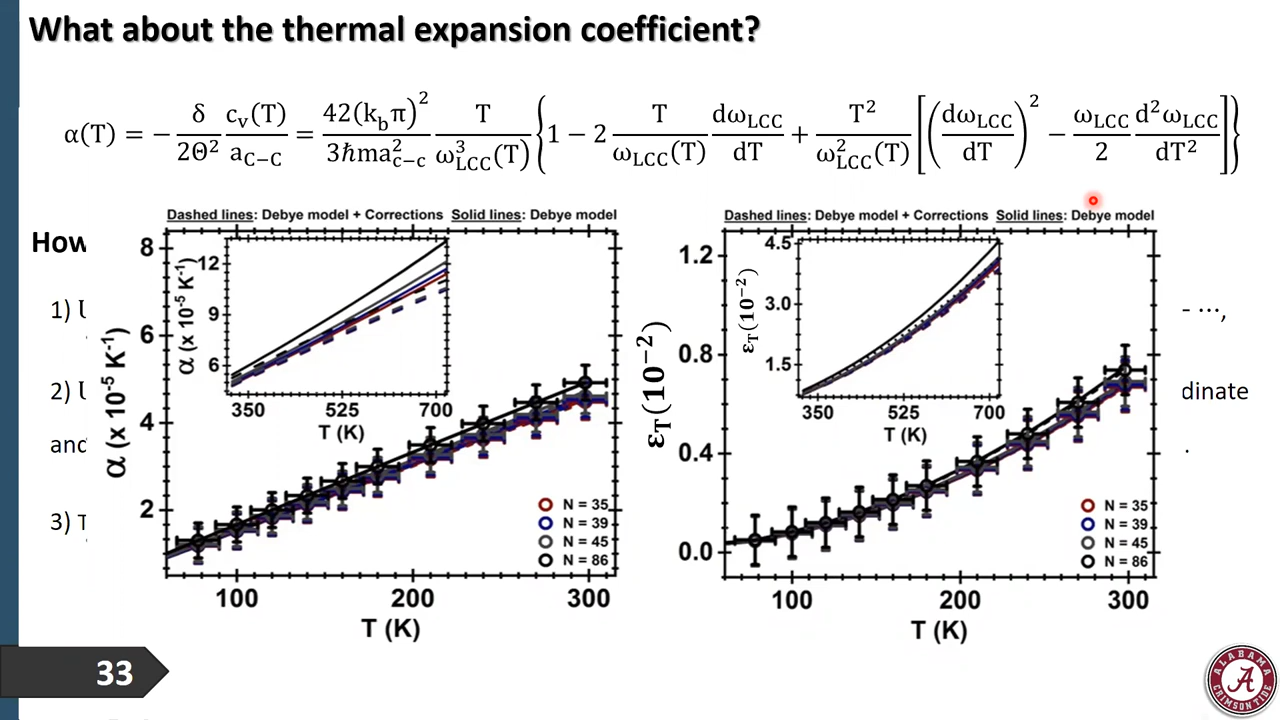 What about the thermal expansion coefficient?
α(T) = − δ/2Θ² c_v(T)/a_C−C = 42(k_bπ)²/3ℏma²_c−c T/ω³_LCC(T) {1 − 2 T/ω_LCC(T) dω_LCC/dT + T²/ω²_LCC(T) [(dω_LCC/dT)² − ω_LCC/2 d²ω_LCC/dT²]}
Dashed lines: Debye model + Corrections Solid lines: Debye model
α (x 10⁻⁵ K⁻¹)
8
6
4
2
100 200 300
T (K)
α (x 10⁻⁵ K⁻¹)
12
9
6
350 525 700
T (K)
N = 35
N = 39
N = 45
N = 86
Dashed lines: Debye model + Corrections Solid lines: Debye model
ε_T(10⁻²)
1.2
0.8
0.4
0.0
100 200 300
T (K)
ε_T(10⁻²)
4.5
3.0
1.5
350 525 700
T (K)
N = 35
N = 39
N = 45
N = 86
How
1)
- ⋯,
2)
dinate
and
.
3) T
33
ALABAMA
A
CRIMSON TIDE